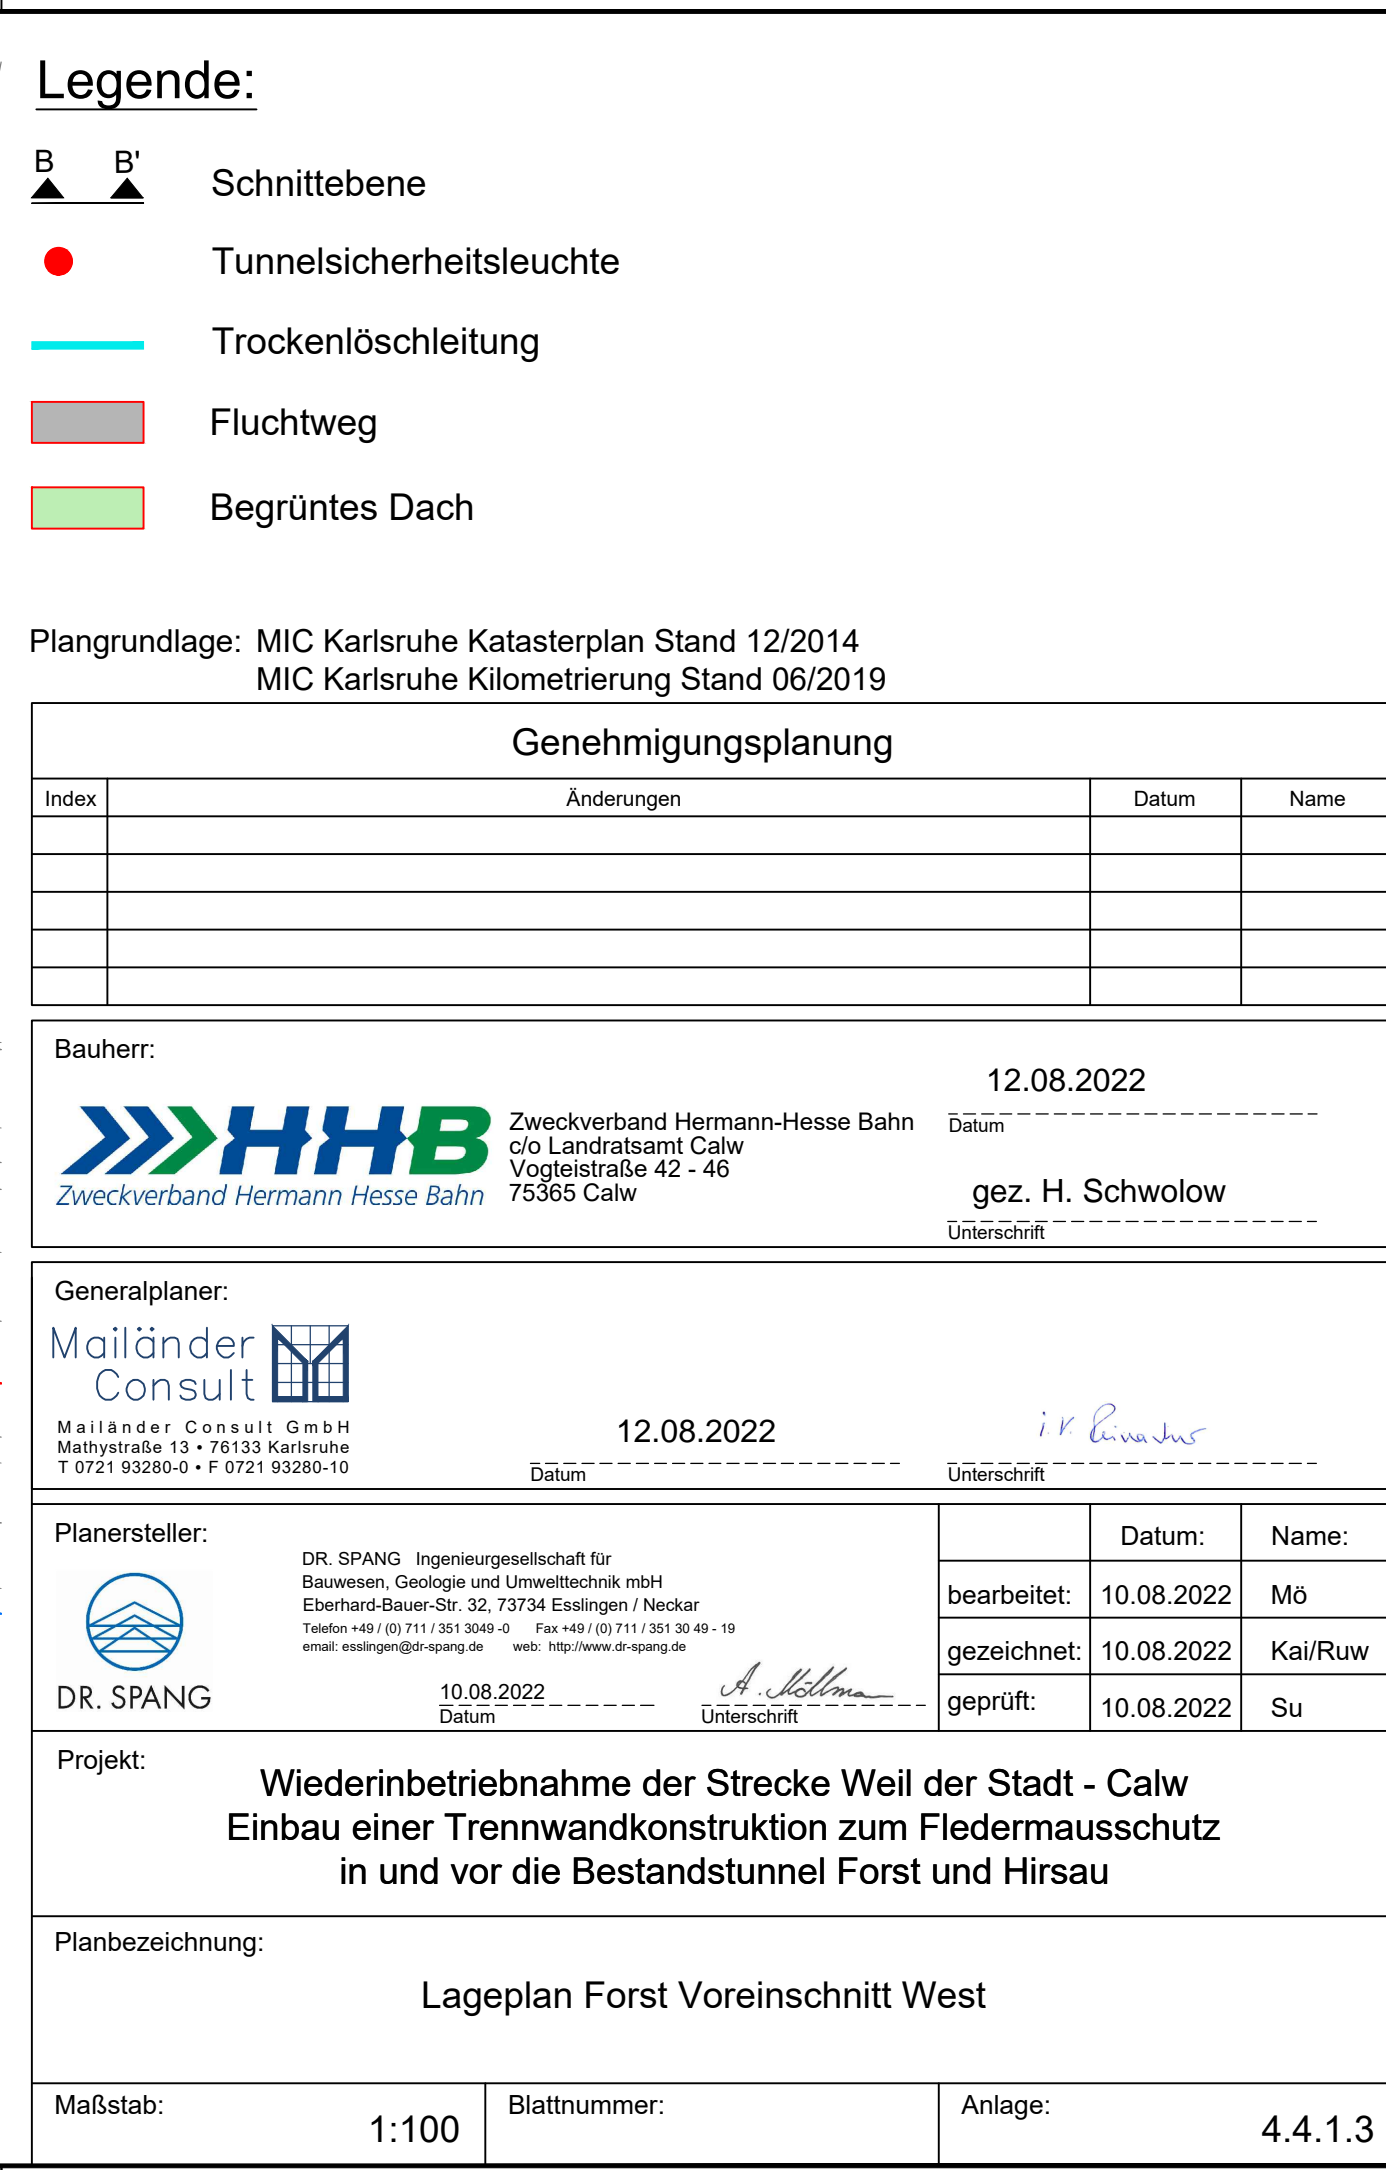 Legende:
B B'
Schnittebene
Tunnelsicherheitsleuchte
Trockenlöschleitung
Fluchtweg
Begrüntes Dach
Plangrundlage: MIC Karlsruhe Katasterplan Stand 12/2014
MIC Karlsruhe Kilometrierung Stand 06/2019
Genehmigungsplanung
Index Änderungen Datum Name
Bauherr:
HHB
Zweckverband Hermann Hesse Bahn
Zweckverband Hermann-Hesse Bahn
c/o Landratsamt Calw
Vogteistraße 42 - 46
75365 Calw
12.08.2022
Datum
gez. H. Schwolow
Unterschrift
Generalplaner:
Mailänder
Consult
Mailänder Consult GmbH
Mathystraße 13 • 76133 Karlsruhe
T 0721 93280-0 • F 0721 93280-10
12.08.2022
Datum
i.V.
Unterschrift
Planersteller:
DR. SPANG
DR. SPANG Ingenieurgesellschaft für
Bauwesen, Geologie und Umwelttechnik mbH
Eberhard-Bauer-Str. 32, 73734 Esslingen / Neckar
Telefon +49 / (0) 711 / 351 3049 -0 Fax +49 / (0) 711 / 351 30 49 - 19
email: esslingen@dr-spang.de web: http://www.dr-spang.de
10.08.2022
Datum
A.
Unterschrift
Datum: Name:
bearbeitet: 10.08.2022 Mö
gezeichnet: 10.08.2022 Kai/Ruw
geprüft: 10.08.2022 Su
Projekt:
Wiederinbetriebnahme der Strecke Weil der Stadt - Calw
Einbau einer Trennwandkonstruktion zum Fledermausschutz
in und vor die Bestandstunnel Forst und Hirsau
Planbezeichnung:
Lageplan Forst Voreinschnitt West
Maßstab: 1:100
Blattnummer:
Anlage: 4.4.1.3